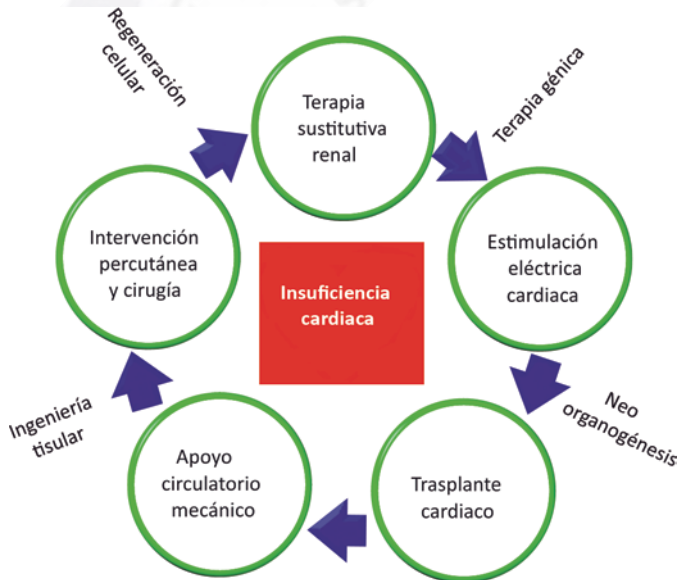 Regeneración
celular
Terapia
sustitutiva
renal
Terapia génica
Intervención
percutánea
y cirugía
Insuficiencia
cardiaca
Estimulación
eléctrica
cardiaca
Ingeniería
tisular
Neo
organogénesis
Apoyo
circulatorio
mecánico
Trasplante
cardiaco